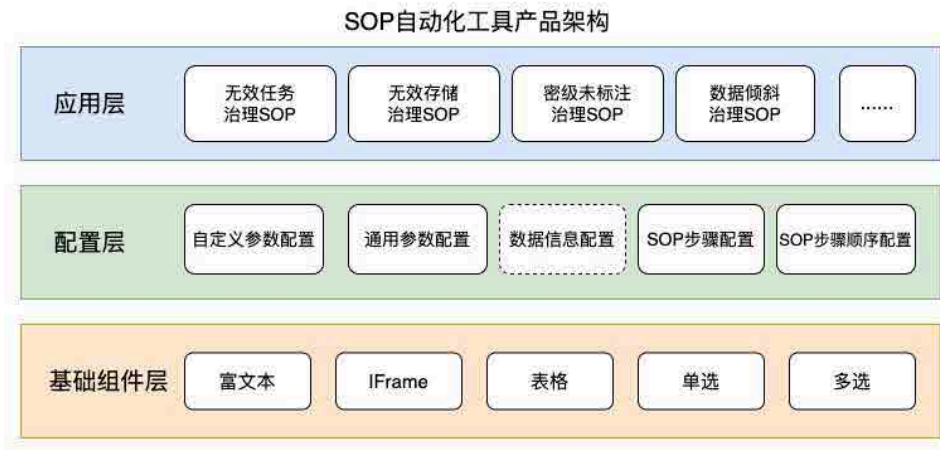 SOP自动化工具产品架构
应用层
无效任务
治理SOP
无效存储
治理SOP
密级未标注
治理SOP
数据倾斜
治理SOP
......
配置层
自定义参数配置
通用参数配置
数据信息配置
SOP步骤配置
SOP步骤顺序配置
基础组件层
富文本
IFrame
表格
单选
多选